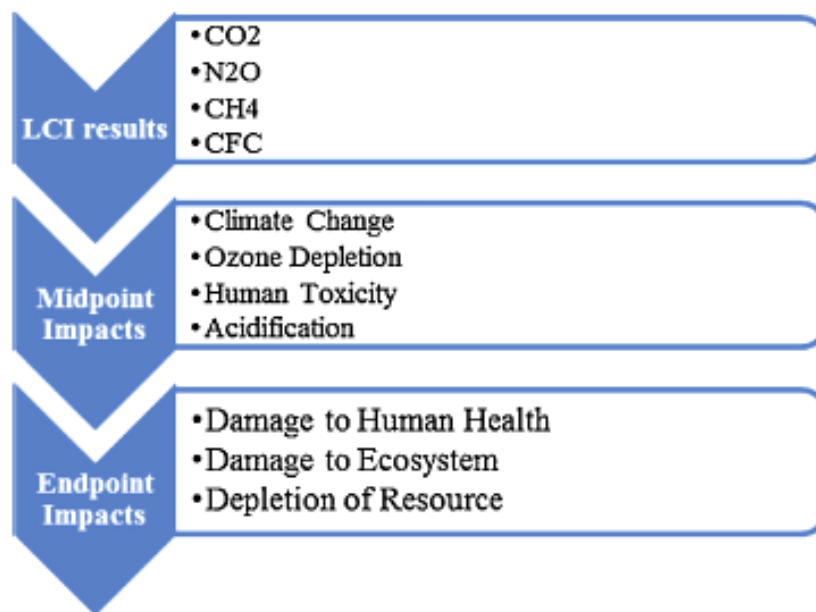 LCI results
•CO2
•N2O
•CH4
•CFC
Midpoint
Impacts
•Climate Change
•Ozone Depletion
•Human Toxicity
•Acidification
Endpoint
Impacts
•Damage to Human Health
•Damage to Ecosystem
•Depletion of Resource